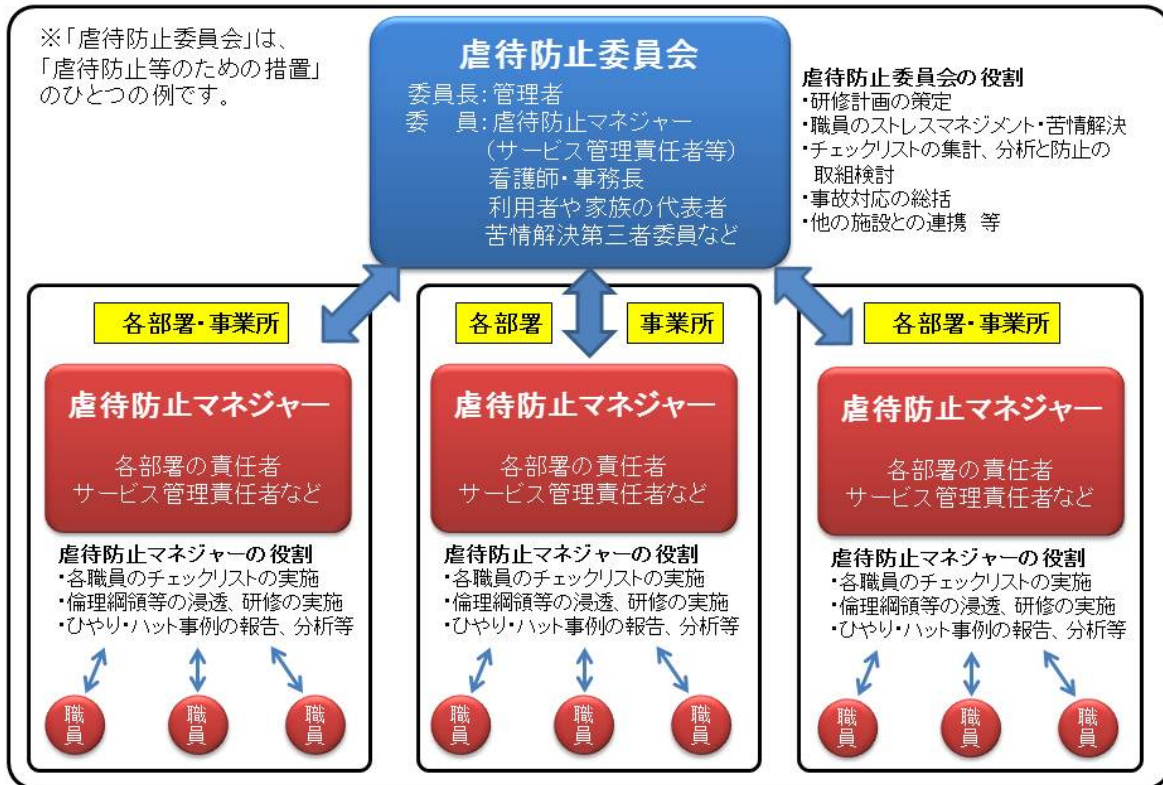 ※「虐待防止委員会」は、
「虐待防止等のための措置」
のひとつの例です。
虐待防止委員会
委員長：管理者
委　員：虐待防止マネジャー
（サービス管理責任者等）
看護師・事務長
利用者や家族の代表者
苦情解決第三者委員など
虐待防止委員会の役割
・研修計画の策定
・職員のストレスマネジメント・苦情解決
・チェックリストの集計、分析と防止の
取組検討
・事故対応の総括
・他の施設との連携　等
各部署・事業所
虐待防止マネジャー
各部署の責任者
サービス管理責任者など
虐待防止マネジャーの役割
・各職員のチェックリストの実施
・倫理綱領等の浸透、研修の実施
・ひやり・ハット事例の報告、分析等
職員
職員
職員
各部署
事業所
虐待防止マネジャー
各部署の責任者
サービス管理責任者など
虐待防止マネジャーの役割
・各職員のチェックリストの実施
・倫理綱領等の浸透、研修の実施
・ひやり・ハット事例の報告、分析等
職員
職員
職員
各部署・事業所
虐待防止マネジャー
各部署の責任者
サービス管理責任者など
虐待防止マネジャーの役割
・各職員のチェックリストの実施
・倫理綱領等の浸透、研修の実施
・ひやり・ハット事例の報告、分析等
職員
職員
職員